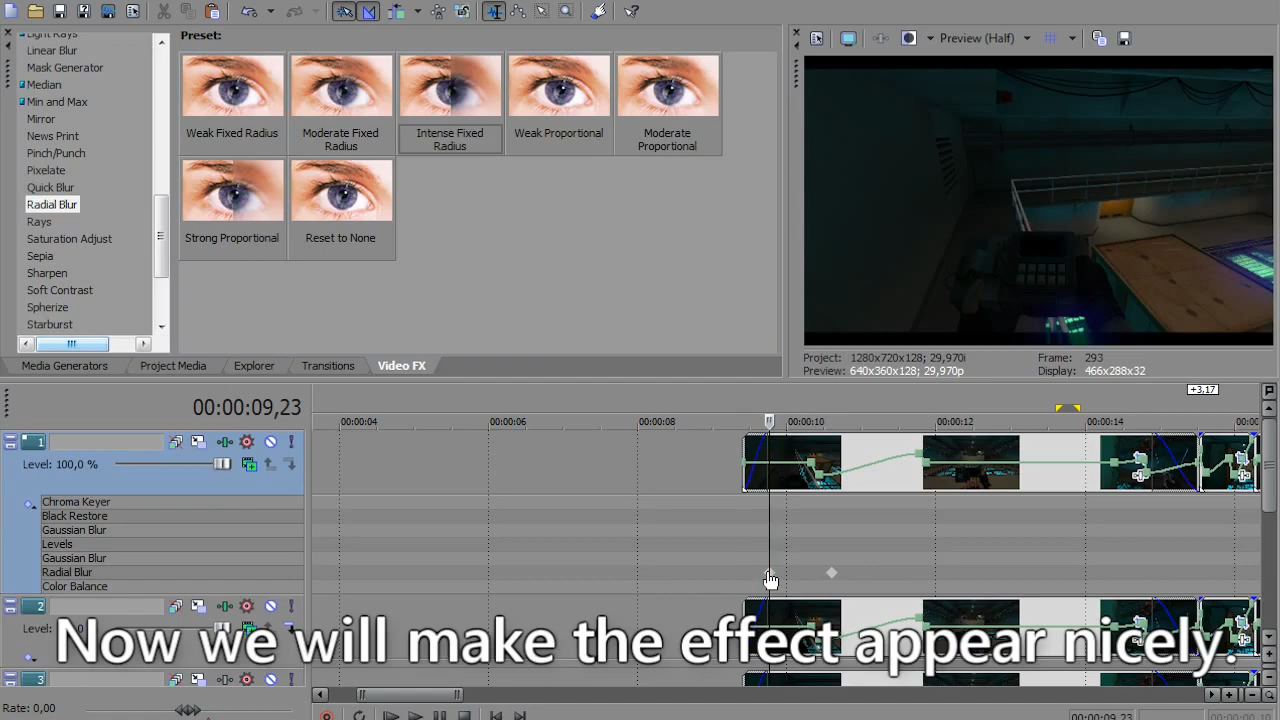 Preset:
Light Rays
Linear Blur
Mask Generator
Median
Min and Max
Mirror
News Print
Pinch/Punch
Pixelate
Quick Blur
Radial Blur
Rays
Saturation Adjust
Sepia
Sharpen
Soft Contrast
Spherize
Starburst
Weak Fixed Radius
Moderate Fixed
Radius
Intense Fixed
Radius
Weak Proportional
Moderate
Proportional
Strong Proportional
Reset to None
Preview (Half)
Project: 1280x720x128; 29,970i
Preview: 640x360x128; 29,970p
Frame: 293
Display: 466x288x32
Media Generators
Project Media
Explorer
Transitions
Video FX
00:00:09,23
+3,17
00:00:04
00:00:06
00:00:08
00:00:10
00:00:12
00:00:14
1
Level: 100,0 %
Chroma Keyer
Black Restore
Gaussian Blur
Levels
Gaussian Blur
Radial Blur
Color Balance
2
Level:
Now we will make the effect appear nicely.
3
Rate: 0,00
00:00:09,23